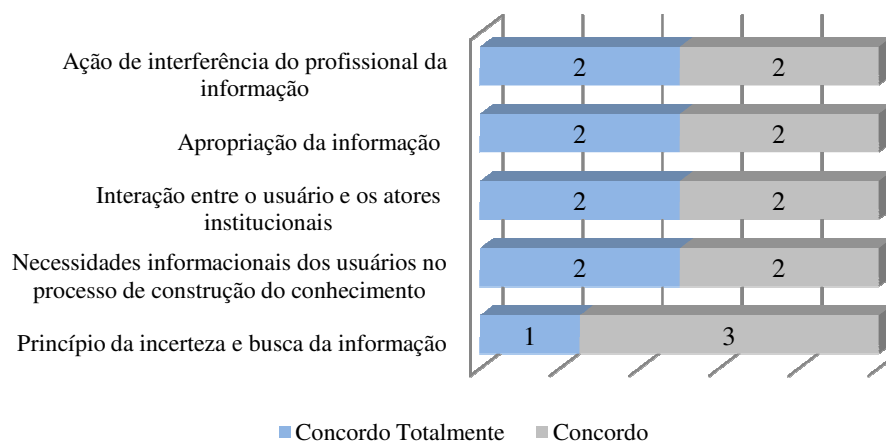 Ação de interferência do profissional da
informação
2 2
Apropriação da informação
2 2
Interação entre o usuário e os atores
institucionais
2 2
Necessidades informacionais dos usuários no
processo de construção do conhecimento
2 2
Princípio da incerteza e busca da informação
1 3
Concordo Totalmente Concordo